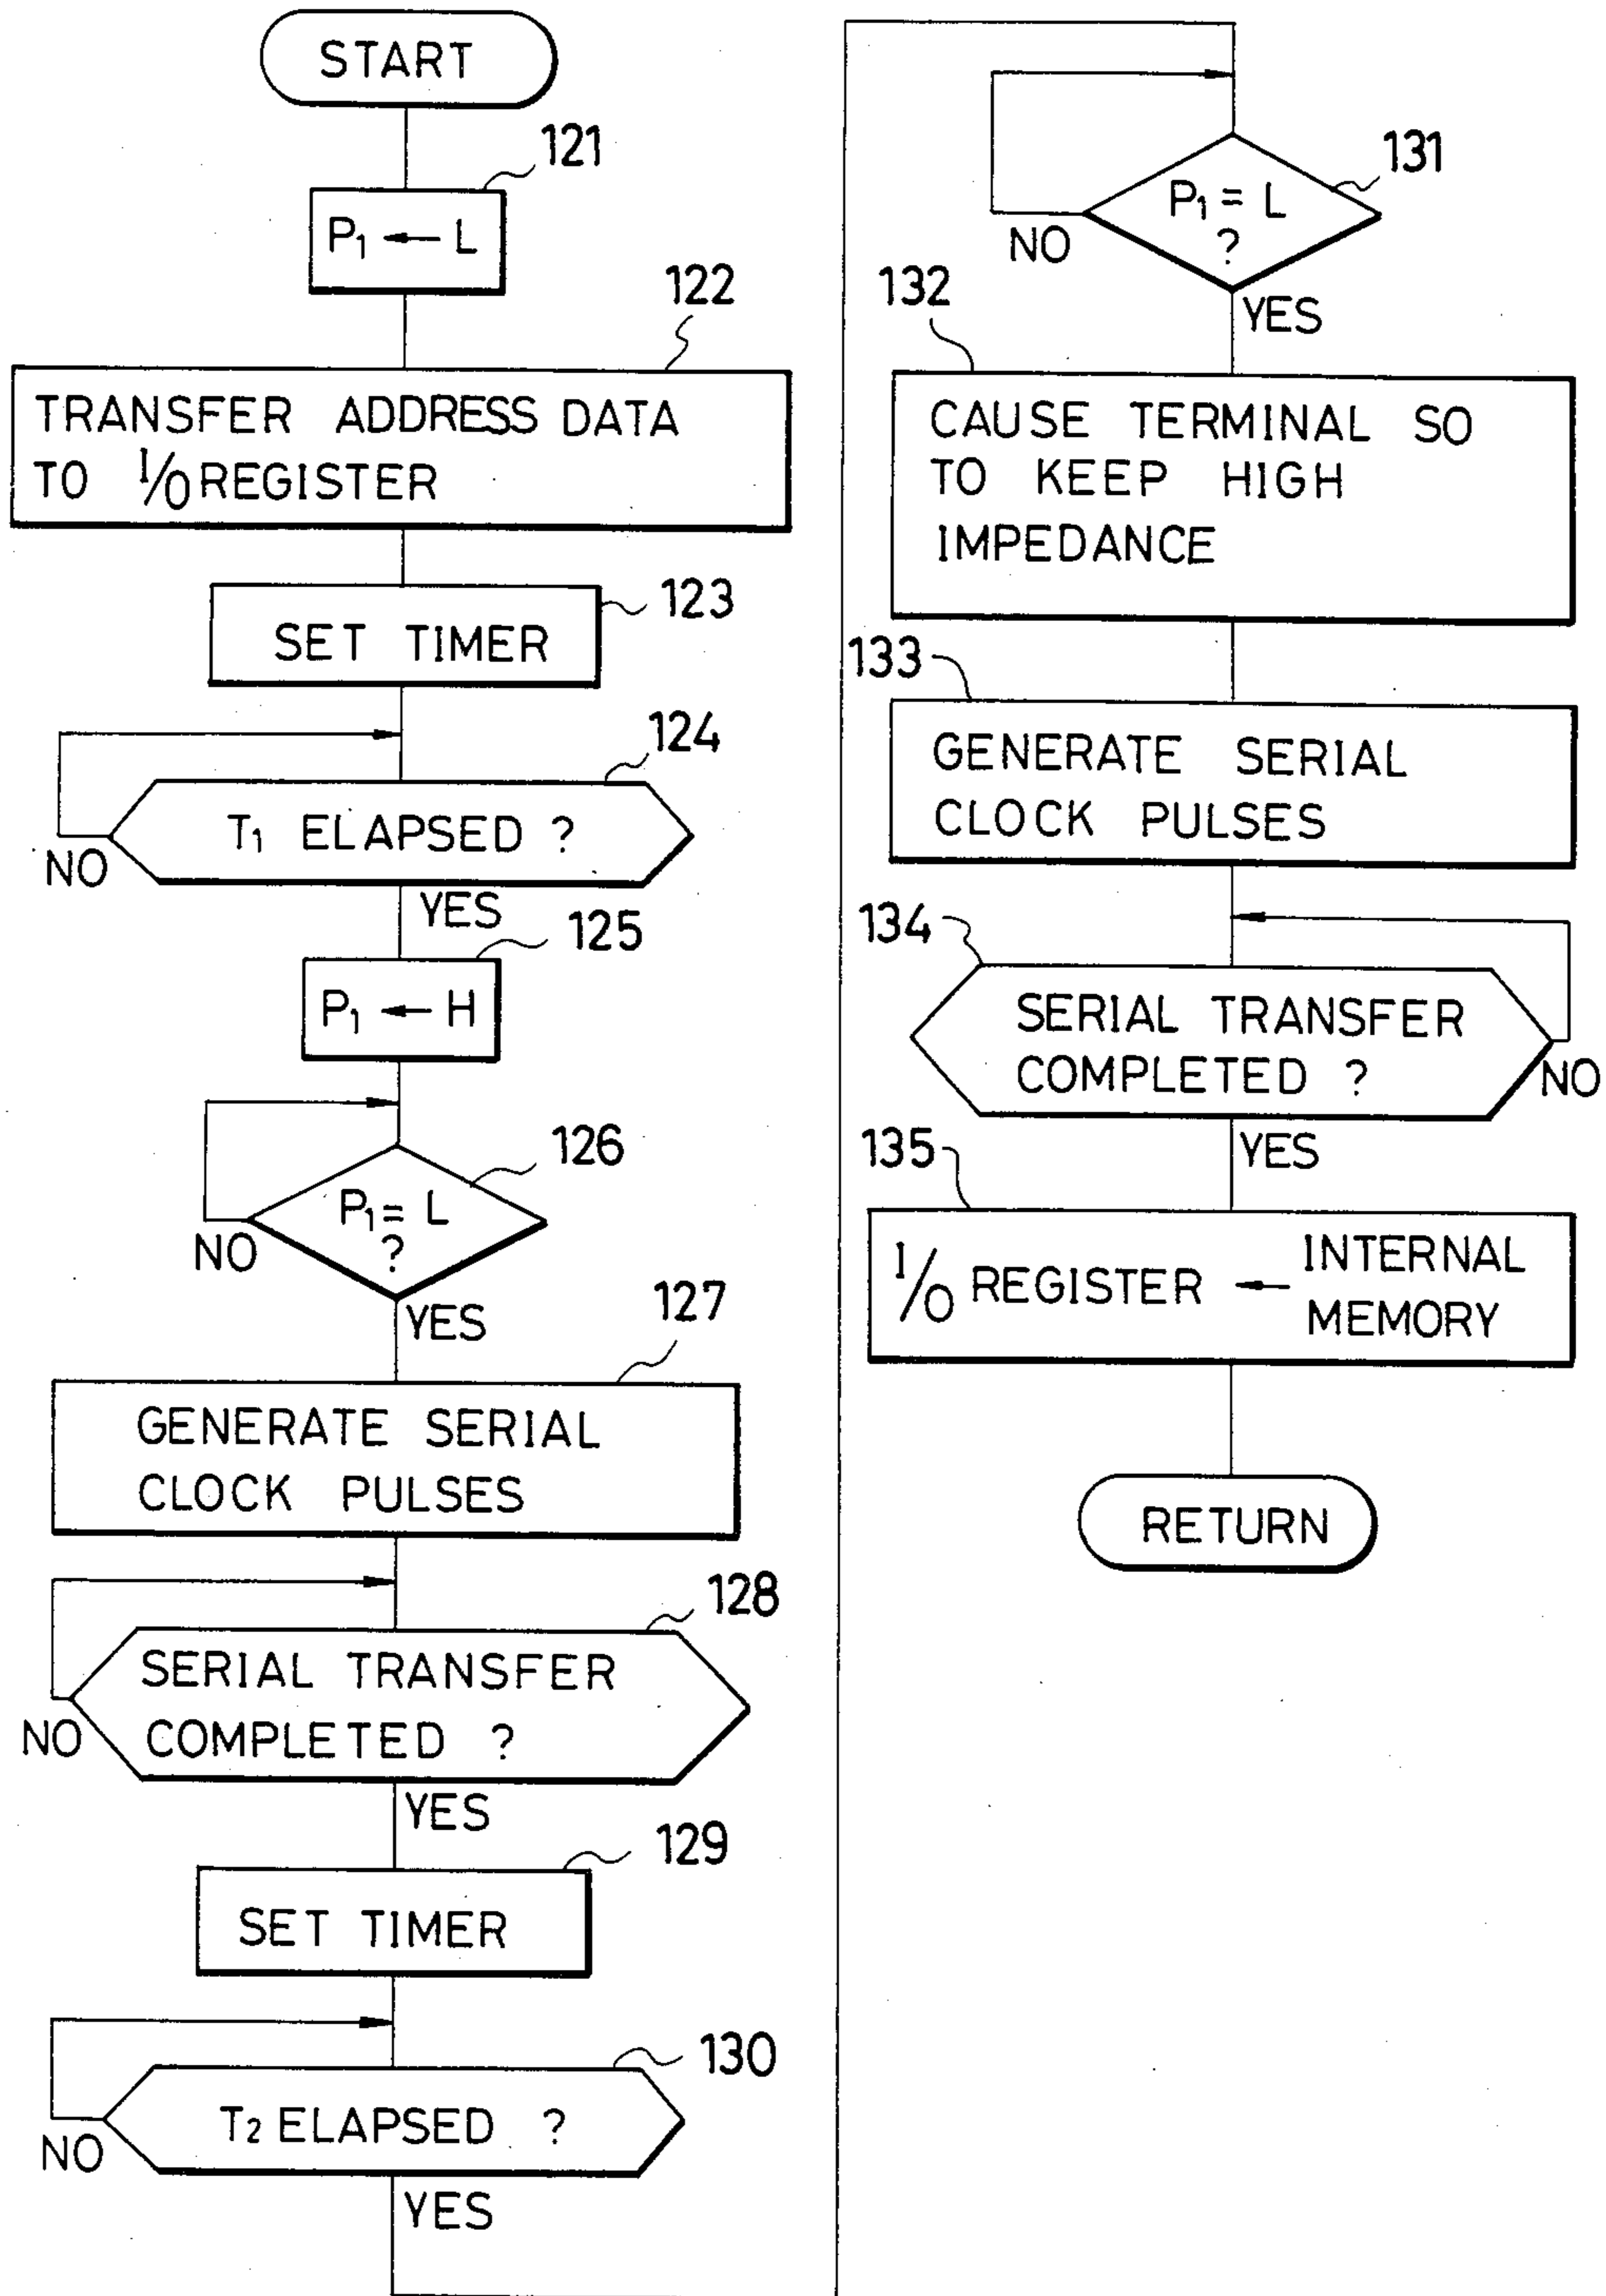 START
121
P₁ ← L
122
TRANSFER ADDRESS DATA
TO I/O REGISTER
123
SET TIMER
124
T₁ ELAPSED ?
NO
YES
125
P₁ ← H
126
P₁ = L
?
NO
YES
127
GENERATE SERIAL
CLOCK PULSES
128
SERIAL TRANSFER
COMPLETED ?
NO
YES
129
SET TIMER
130
T₂ ELAPSED ?
NO
YES
131
P₁ = L
?
NO
YES
132
CAUSE TERMINAL SO
TO KEEP HIGH
IMPEDANCE
133
GENERATE SERIAL
CLOCK PULSES
134
SERIAL TRANSFER
COMPLETED ?
NO
YES
135
I/O REGISTER ← INTERNAL
MEMORY
RETURN